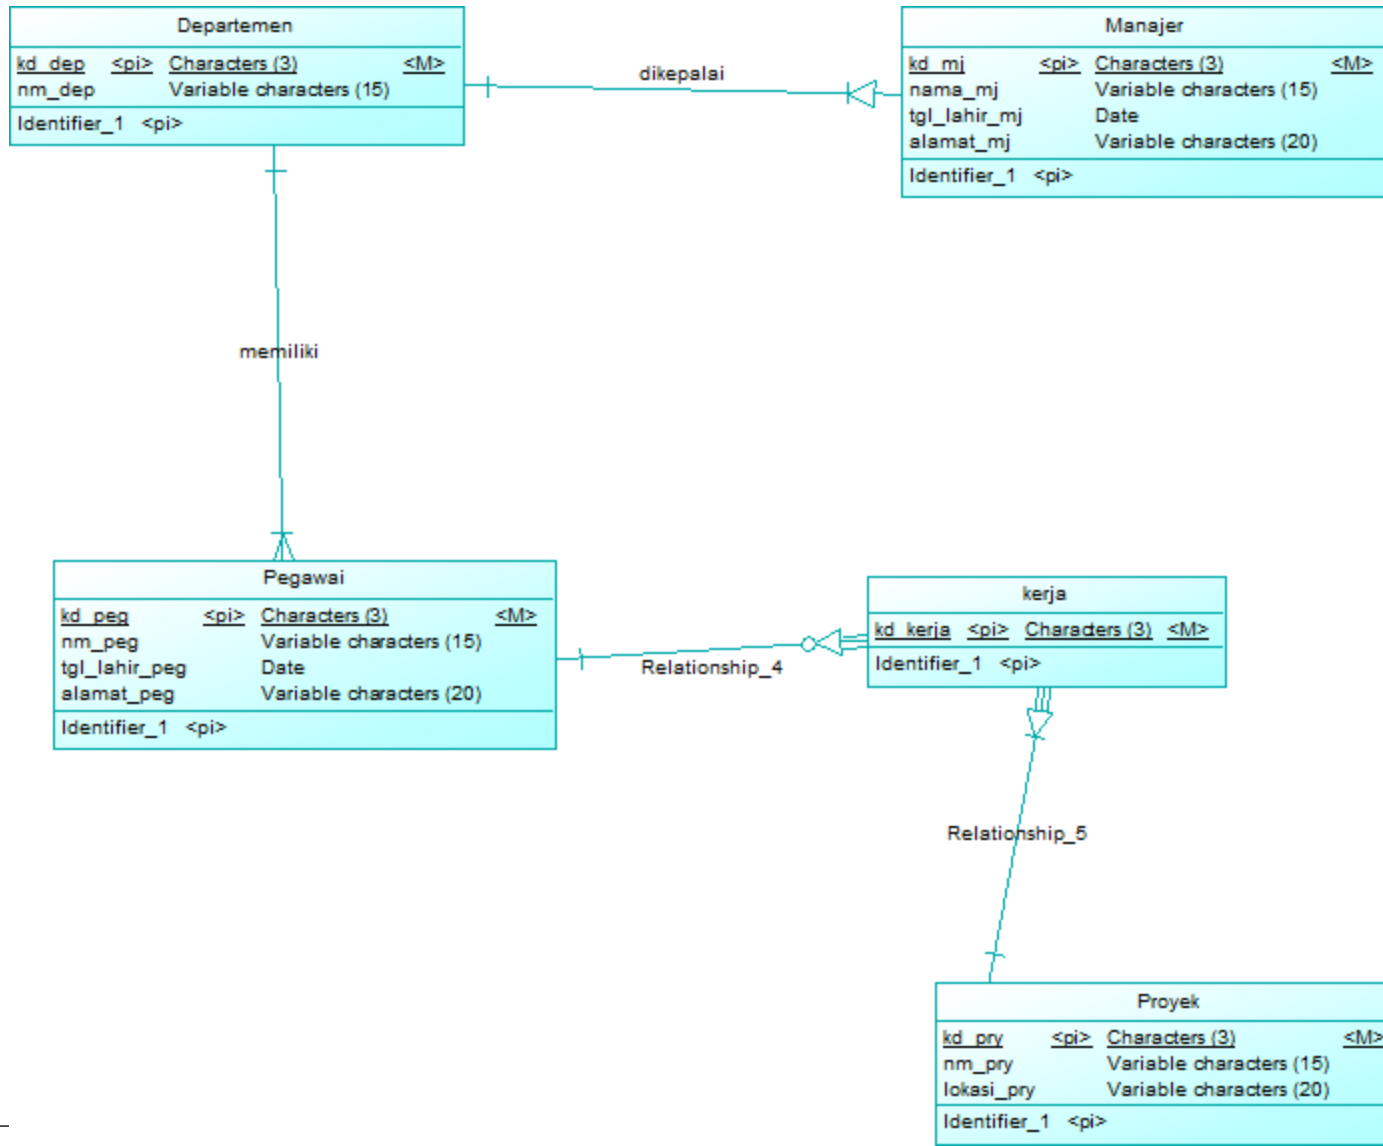 Departemen
kd_dep <pi> Characters (3) <M>
nm_dep Variable characters (15)
Identifier_1 <pi>
dikepalai
Manajer
kd_mj <pi> Characters (3) <M>
nama_mj Variable characters (15)
tgl_lahir_mj Date
alamat_mj Variable characters (20)
Identifier_1 <pi>
memiliki
Pegawai
kd_peg <pi> Characters (3) <M>
nm_peg Variable characters (15)
tgl_lahir_peg Date
alamat_peg Variable characters (20)
Identifier_1 <pi>
Relationship_4
kerja
kd_kerja <pi> Characters (3) <M>
Identifier_1 <pi>
Relationship_5
Proyek
kd_pry <pi> Characters (3) <M>
nm_pry Variable characters (15)
lokasi_pry Variable characters (20)
Identifier_1 <pi>